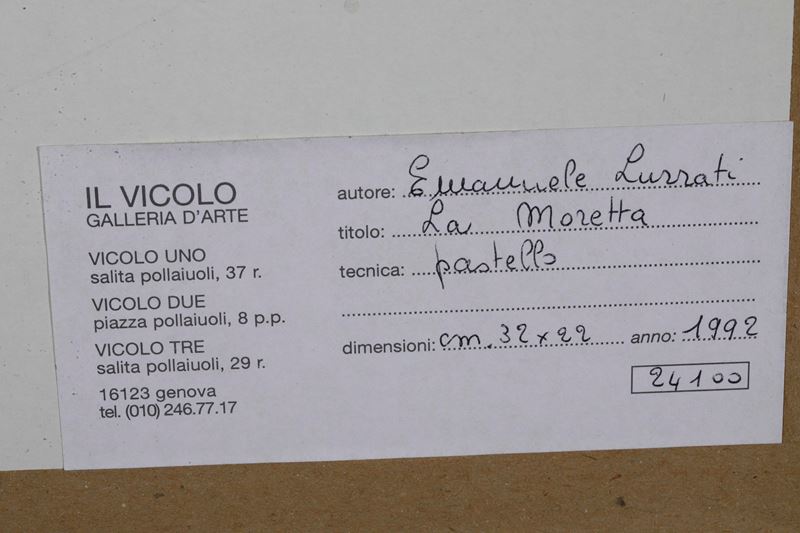 IL VICOLO
GALLERIA D'ARTE
VICOLO UNO
salita pollaiuoli, 37 r.
VICOLO DUE
piazza pollaiuoli, 8 p.p.
VICOLO TRE
salita pollaiuoli, 29 r.
16123 genova
tel. (010) 246.77.17
autore: Emanuele Luzzati
titolo: La Moretta
tecnica: pastello
dimensioni: cm. 32x22 anno: 1992
24100